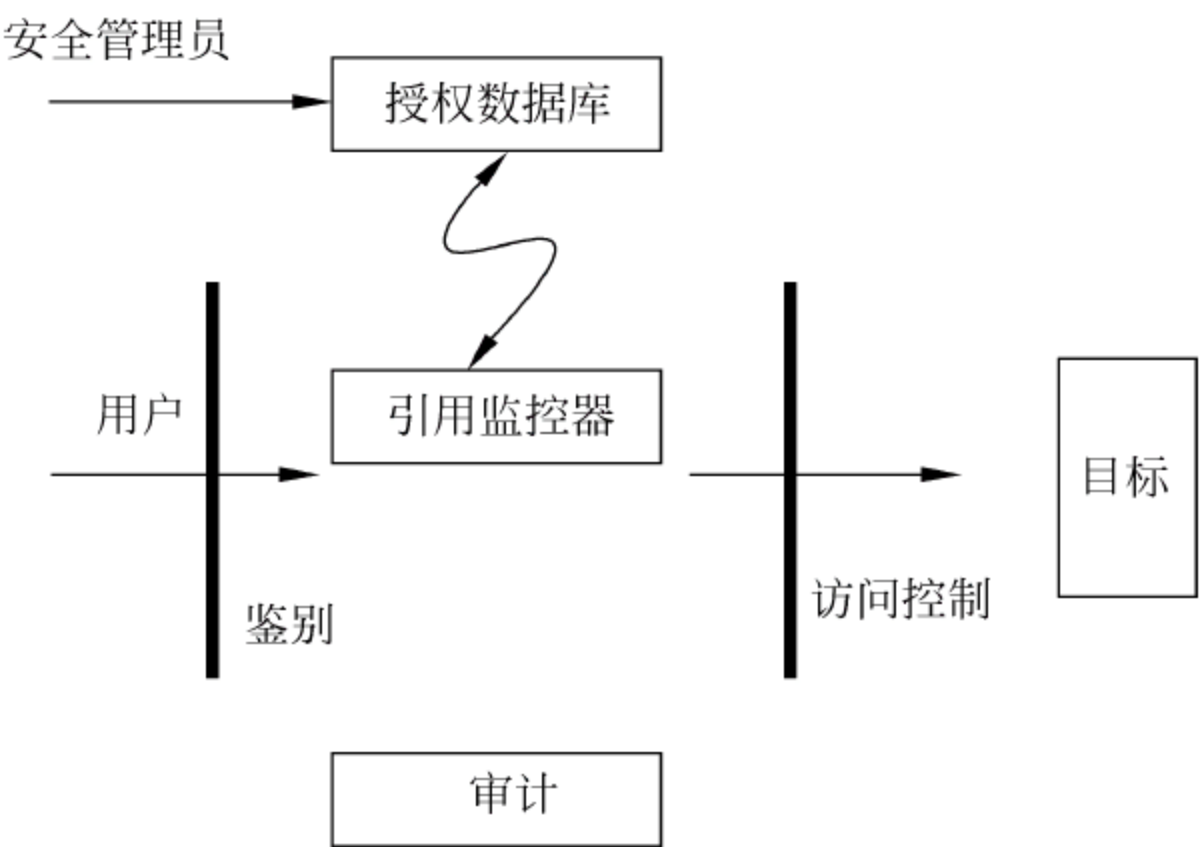 安全管理员
授权数据库
用户
引用监控器
目标
鉴别
访问控制
审计